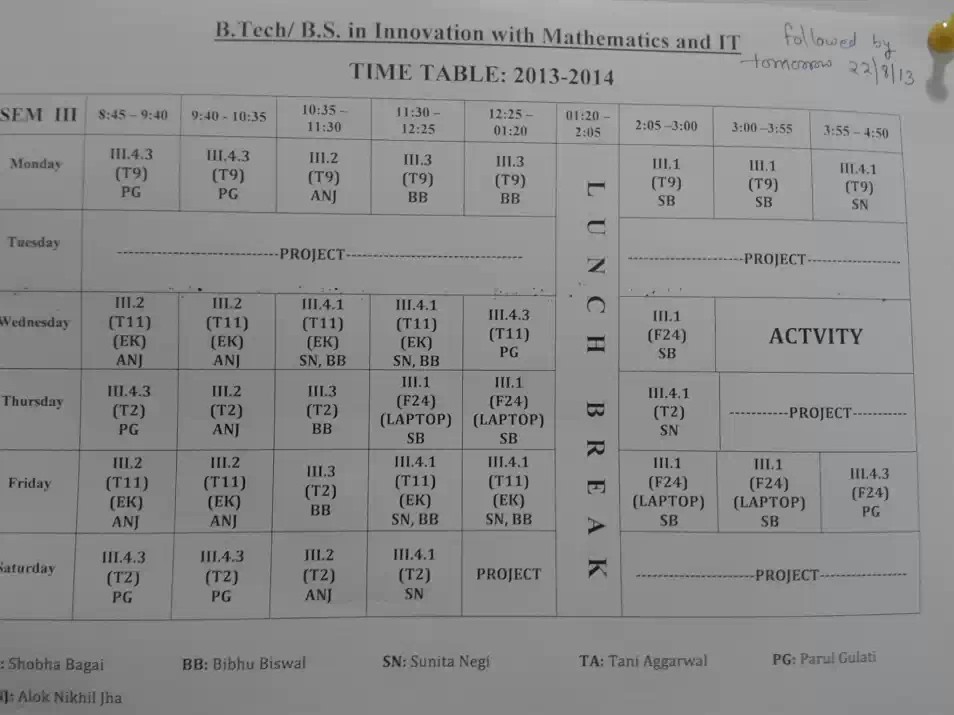 B.Tech/ B.S. in Innovation with Mathematics and IT
followed by
tomorrow 22/8/13
TIME TABLE: 2013-2014
SEM III 8:45 – 9:40 9:40 - 10:35 10:35 – 11:30 11:30 – 12:25 12:25 – 01:20 01:20 – 2:05 2:05 –3:00 3:00 –3:55 3:55 – 4:50
Monday III.4.3 (T9) PG III.4.3 (T9) PG III.2 (T9) ANJ III.3 (T9) BB III.3 (T9) BB III.1 (T9) SB III.1 (T9) SB III.4.1 (T9) SN
LUNCH BREAK
Tuesday PROJECT PROJECT
Wednesday III.2 (T11) (EK) ANJ III.2 (T11) (EK) ANJ III.4.1 (T11) (EK) SN, BB III.4.1 (T11) (EK) SN, BB III.4.3 (T11) PG III.1 (F24) SB ACTVITY
Thursday III.4.3 (T2) PG III.2 (T2) ANJ III.3 (T2) BB III.1 (F24) (LAPTOP) SB III.1 (F24) (LAPTOP) SB III.4.1 (T2) SN PROJECT
Friday III.2 (T11) (EK) ANJ III.2 (T11) (EK) ANJ III.3 (T2) BB III.4.1 (T11) (EK) SN, BB III.4.1 (T11) (EK) SN, BB III.1 (F24) (LAPTOP) SB III.1 (F24) (LAPTOP) SB III.4.3 (F24) PG
Saturday III.4.3 (T2) PG III.4.3 (T2) PG III.2 (T2) ANJ III.4.1 (T2) SN PROJECT PROJECT
: Shobha Bagai BB: Bibhu Biswal SN: Sunita Negi TA: Tani Aggarwal PG: Parul Gulati
NJ: Alok Nikhil Jha